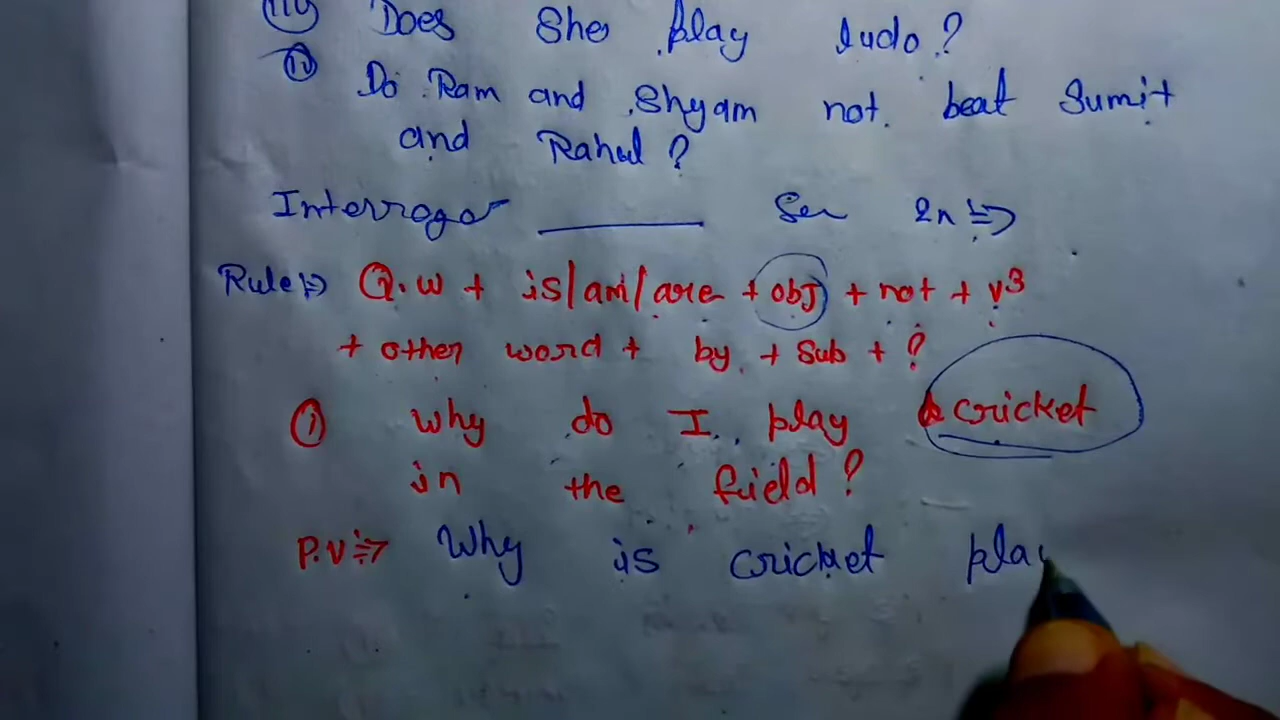 (iii) Does She play ludo?
(iv) Do Ram and Shyam not beat Sumit
and Rahul?
Interrogat ______ Sen 2n ⇒
Rule:⇒ Q.W + is/am/are + obj + not + v3
+ other word + by + Sub + ?
(1) Why do I play cricket
in the field?
P.V:⇒ Why is cricket play